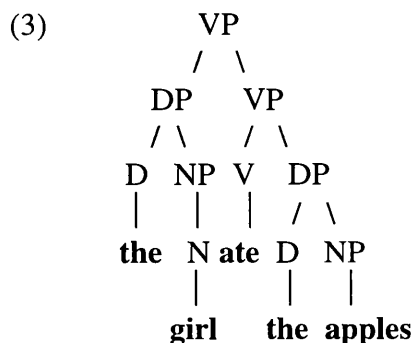 (3) VP
DP VP
D NP V DP
the N ate D NP
girl the apples